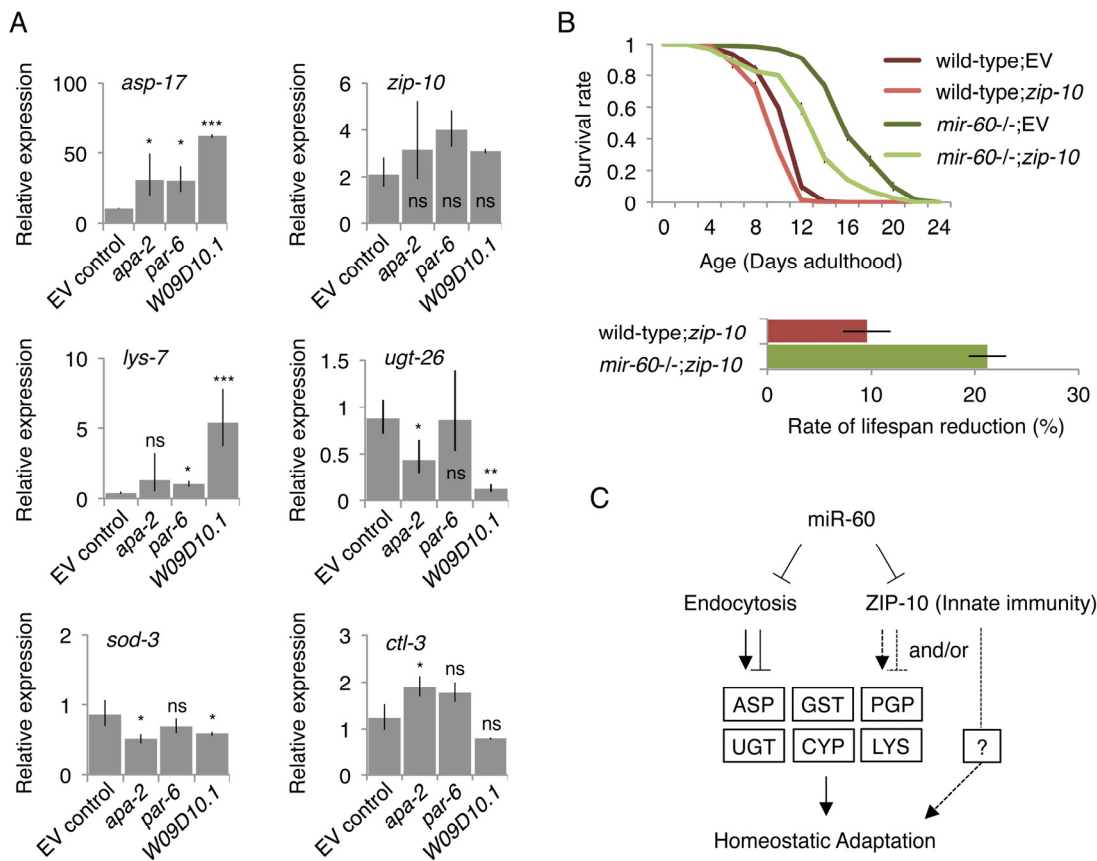 A
asp-17
Relative expression
100
50
0
*
*
***
EV control
apa-2
par-6
W09D10.1
zip-10
Relative expression
6
4
2
0
ns
ns
ns
EV control
apa-2
par-6
W09D10.1
lys-7
Relative expression
10
5
0
ns
*
***
EV control
apa-2
par-6
W09D10.1
ugt-26
Relative expression
1.5
1
0.5
0
*
ns
**
EV control
apa-2
par-6
W09D10.1
sod-3
Relative expression
2
1
0
*
ns
*
EV control
apa-2
par-6
W09D10.1
ctl-3
Relative expression
3
2
1
0
*
ns
ns
EV control
apa-2
par-6
W09D10.1
B
Survival rate
1
0.8
0.6
0.4
0.2
0
wild-type;EV
wild-type;zip-10
mir-60-/-;EV
mir-60-/-;zip-10
0 4 8 12 16 20 24
Age (Days adulthood)
wild-type;zip-10
mir-60-/-;zip-10
0 10 20 30
Rate of lifespan reduction (%)
C
miR-60
Endocytosis ZIP-10 (Innate immunity)
and/or
ASP GST PGP
UGT CYP LYS ?
Homeostatic Adaptation